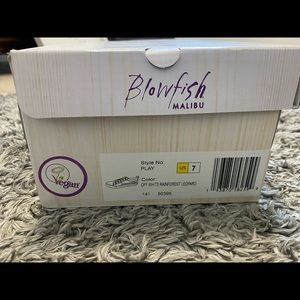 Blowfish
MALIBU
Vegan
Style No
PLAY
US 7
Color
OFF WHITE RAINFOREST LEOPARD